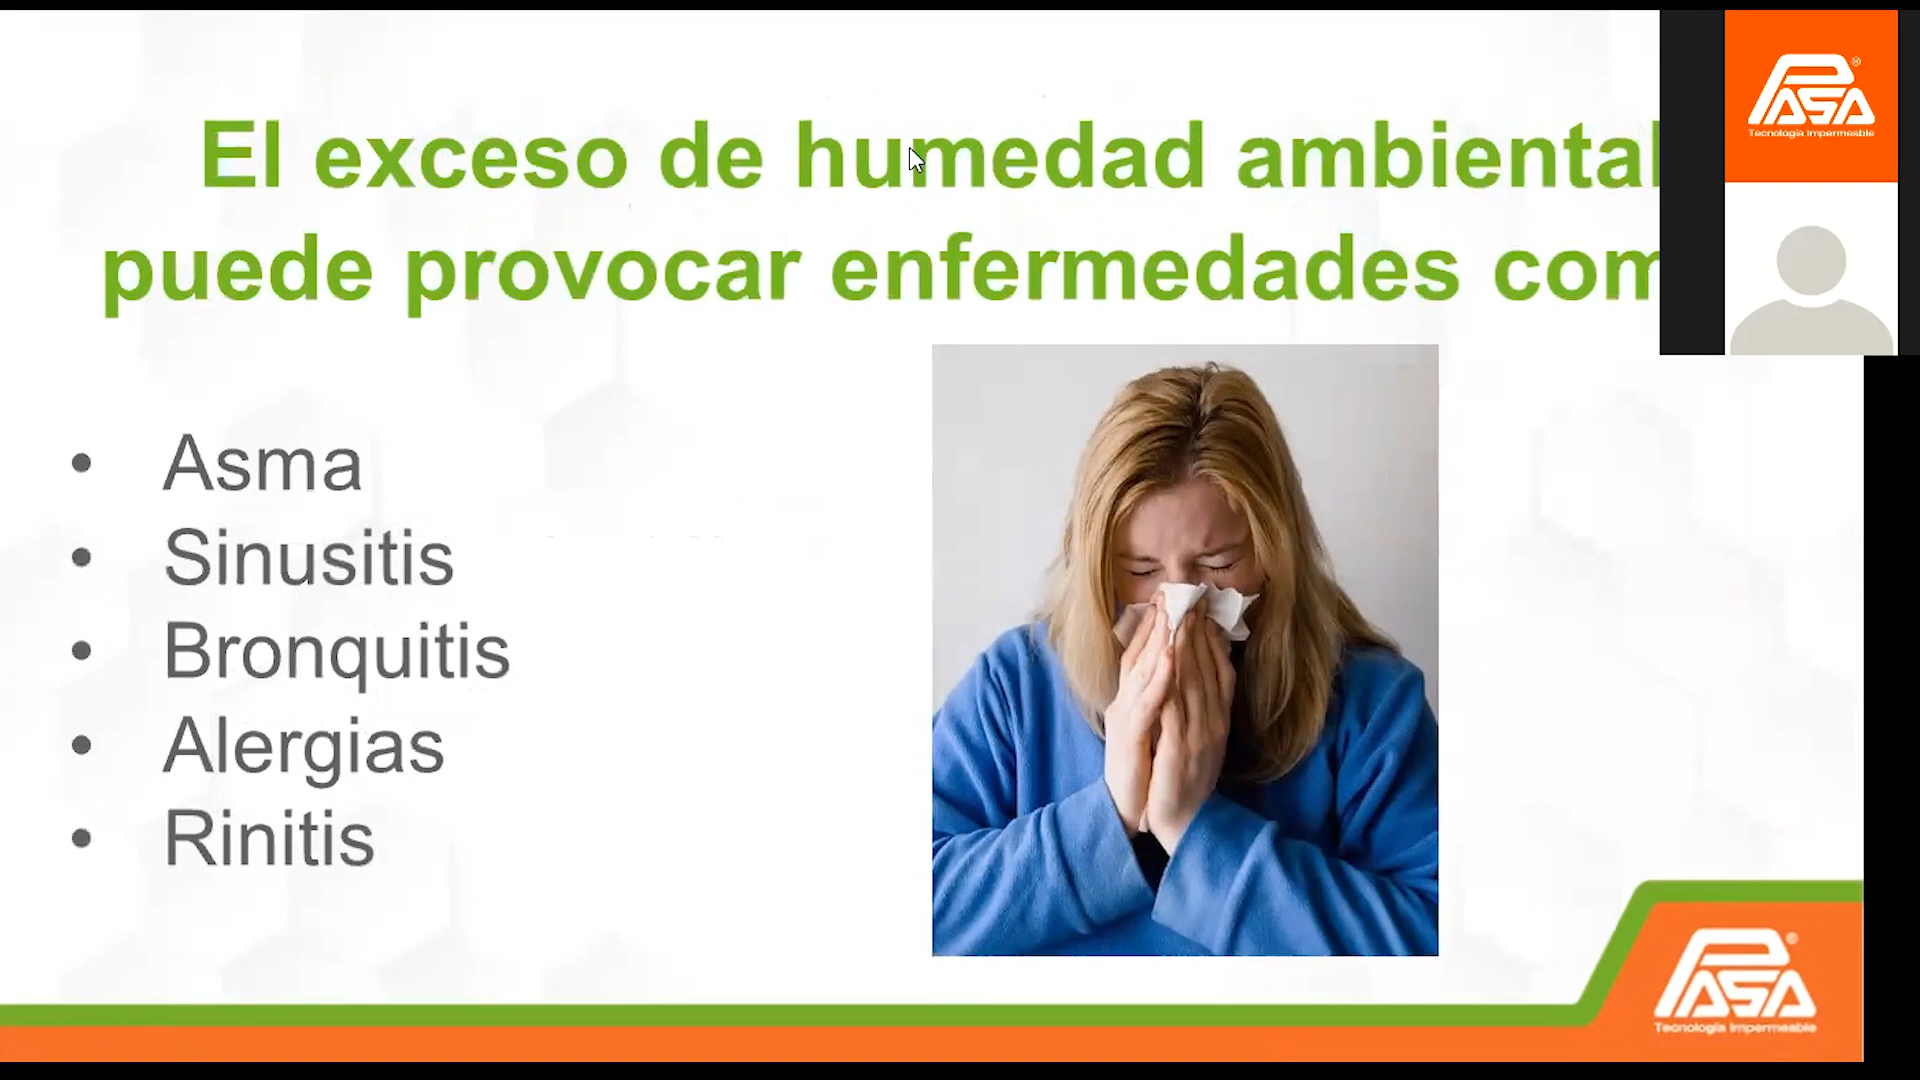 El exceso de humedad ambiental
puede provocar enfermedades com
• Asma
• Sinusitis
• Bronquitis
• Alergias
• Rinitis
PASA®
Tecnología Impermeable
PASA®
Tecnología Impermeable